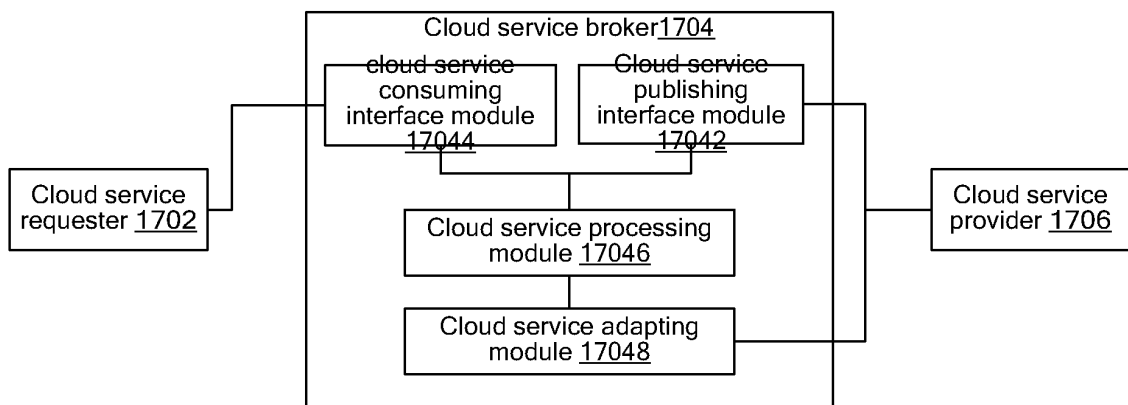 Cloud service broker1704
cloud service
consuming
interface module
17044
Cloud service
publishing
interface module
17042
Cloud service
requester 1702
Cloud service processing
module 17046
Cloud service
provider 1706
Cloud service adapting
module 17048